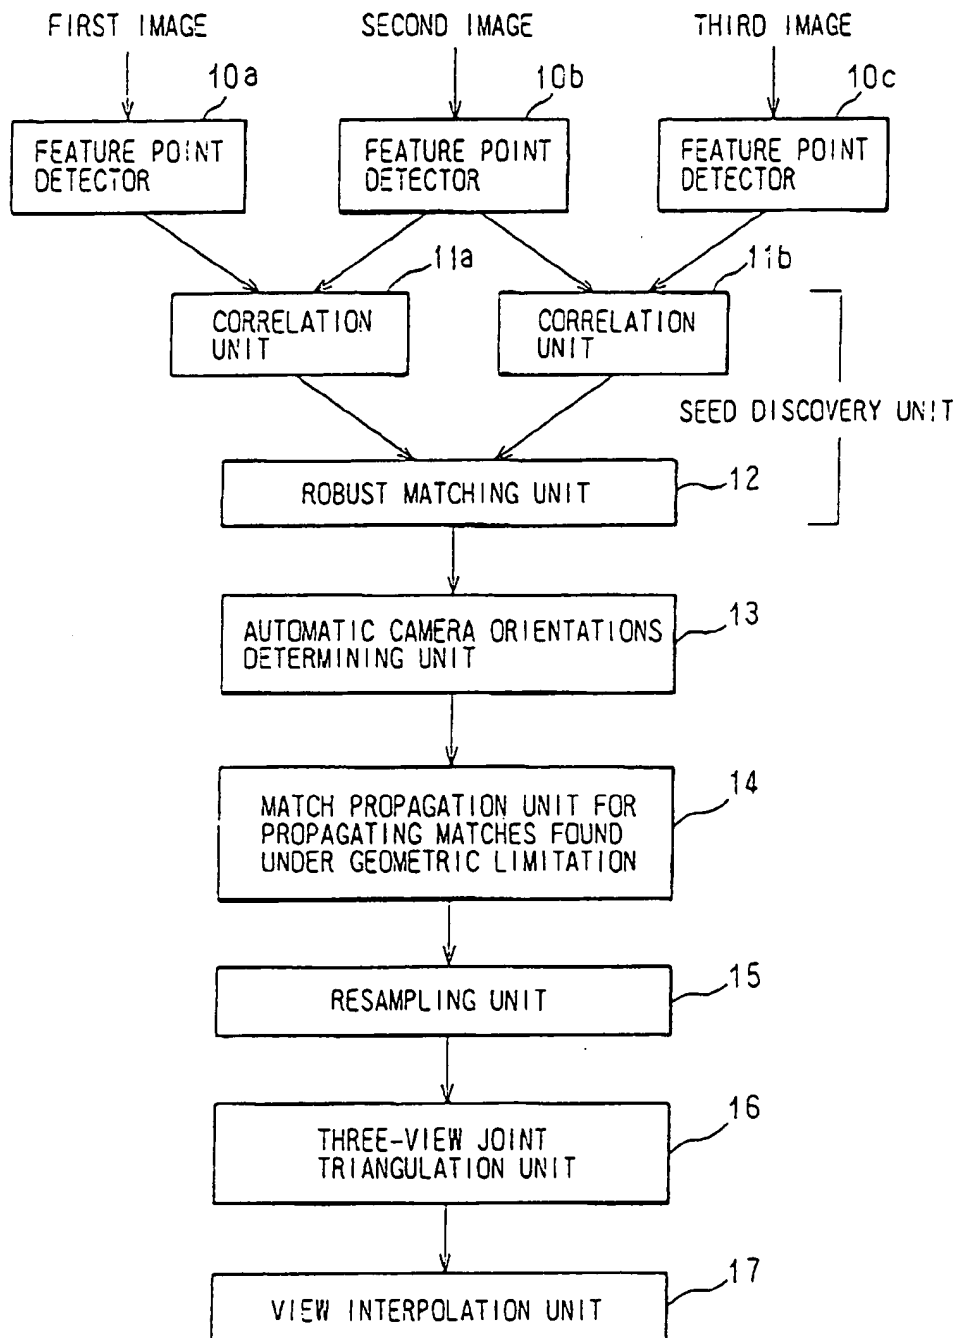 FIRST IMAGE
SECOND IMAGE
THIRD IMAGE
10a
10b
10c
FEATURE POINT
DETECTOR
FEATURE POINT
DETECTOR
FEATURE POINT
DETECTOR
11a
11b
CORRELATION
UNIT
CORRELATION
UNIT
SEED DISCOVERY UNIT
12
ROBUST MATCHING UNIT
13
AUTOMATIC CAMERA ORIENTATIONS
DETERMINING UNIT
14
MATCH PROPAGATION UNIT FOR
PROPAGATING MATCHES FOUND
UNDER GEOMETRIC LIMITATION
15
RESAMPLING UNIT
16
THREE-VIEW JOINT
TRIANGULATION UNIT
17
VIEW INTERPOLATION UNIT